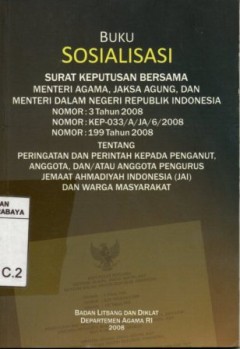 BUKU
SOSIALISASI
SURAT KEPUTUSAN BERSAMA
MENTERI AGAMA, JAKSA AGUNG, DAN
MENTERI DALAM NEGERI REPUBLIK INDONESIA
NOMOR : 3 Tahun 2008
NOMOR : KEP-033/A/JA/6/2008
NOMOR : 199 Tahun 2008
TENTANG
PERINGATAN DAN PERINTAH KEPADA PENGANUT,
ANGGOTA, DAN/ATAU ANGGOTA PENGURUS
JEMAAT AHMADIYAH INDONESIA (JAI)
DAN WARGA MASYARAKAT
C.2
BADAN LITBANG DAN DIKLAT
DEPARTEMEN AGAMA RI
2008